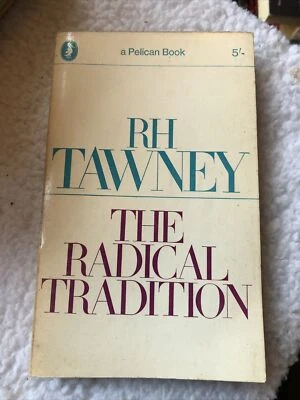 a Pelican Book
5/-
RH
TAWNEY
THE
RADICAL
TRADITION